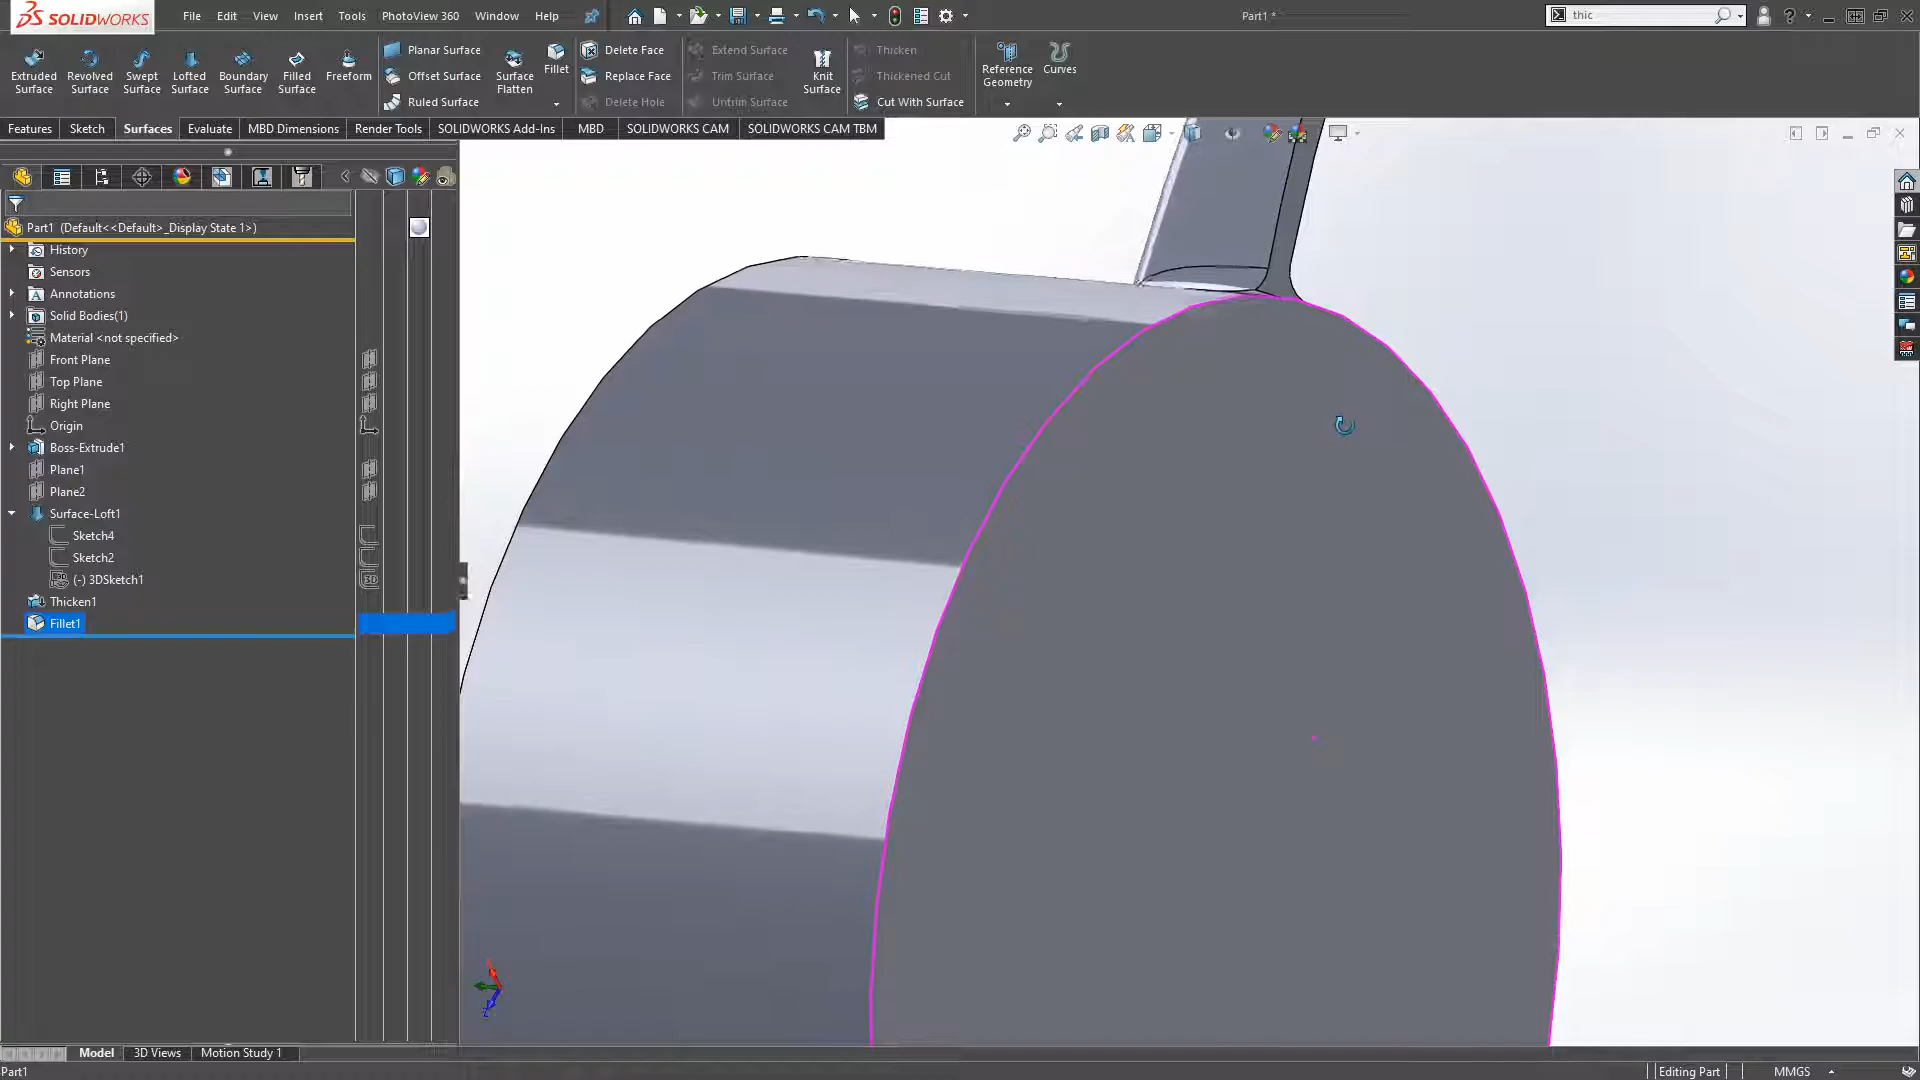 SOLIDWORKS File Edit View Insert Tools PhotoView 360 Window Help Part1 * thic
Extruded Surface
Revolved Surface
Swept Surface
Lofted Surface
Boundary Surface
Filled Surface
Freeform
Planar Surface
Offset Surface
Ruled Surface
Surface Flatten
Fillet
Delete Face
Replace Face
Delete Hole
Extend Surface
Trim Surface
Untrim Surface
Knit Surface
Thicken
Thickened Cut
Cut With Surface
Reference Geometry
Curves
Features Sketch Surfaces Evaluate MBD Dimensions Render Tools SOLIDWORKS Add-Ins MBD SOLIDWORKS CAM SOLIDWORKS CAM TBM
Part1 (Default<<Default>_Display State 1>)
History
Sensors
Annotations
Solid Bodies(1)
Material <not specified>
Front Plane
Top Plane
Right Plane
Origin
Boss-Extrude1
Plane1
Plane2
Surface-Loft1
Sketch4
Sketch2
(-) 3DSketch1
Thicken1
Fillet1
Model 3D Views Motion Study 1
Part1 Editing Part MMGS